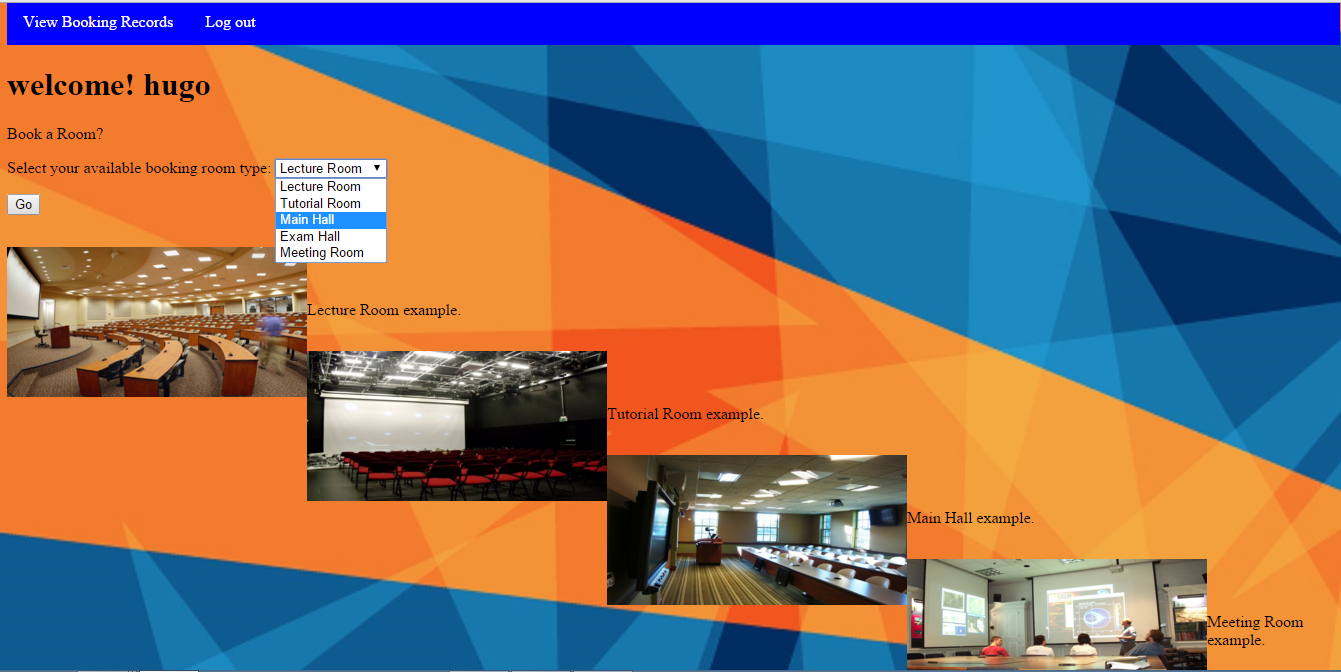 View Booking Records Log out
welcome! hugo
Book a Room?
Select your available booking room type: Lecture Room
Lecture Room
Tutorial Room
Main Hall
Go
Exam Hall
Meeting Room
Lecture Room example.
Tutorial Room example.
Main Hall example.
Meeting Room
example.